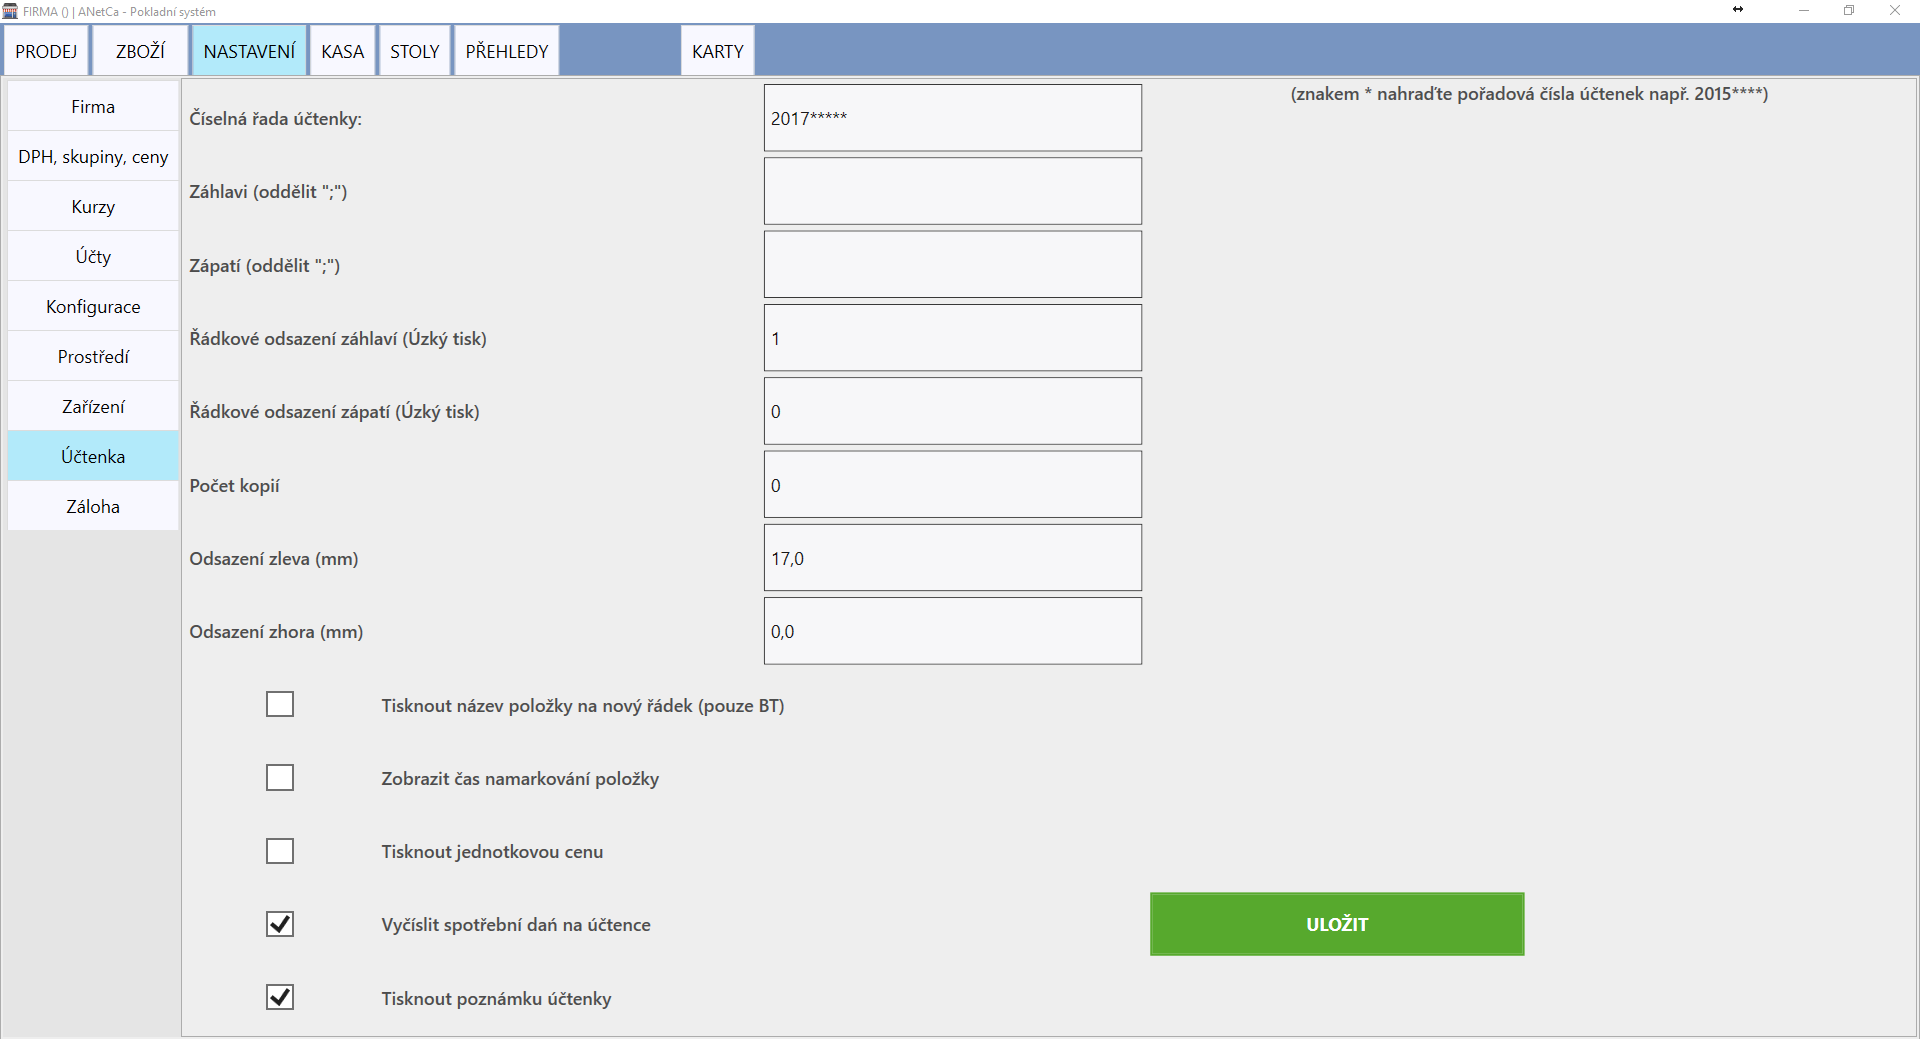 FIRMA () | ANetCa - Pokladní systém
PRODEJ ZBOŽÍ NASTAVENÍ KASA STOLY PŘEHLEDY KARTY
Firma
DPH, skupiny, ceny
Kurzy
Účty
Konfigurace
Prostředí
Zařízení
Účtenka
Záloha
Číselná řada účtenky: 2017***** (znakem * nahraďte pořadová čísla účtenek např. 2015****)
Záhlavi (oddělit ";")
Zápatí (oddělit ";")
Řádkové odsazení záhlaví (Úzký tisk) 1
Řádkové odsazení zápatí (Úzký tisk) 0
Počet kopií 0
Odsazení zleva (mm) 17,0
Odsazení zhora (mm) 0,0
Tisknout název položky na nový řádek (pouze BT)
Zobrazit čas namarkování položky
Tisknout jednotkovou cenu
Vyčíslit spotřební daň na účtence
ULOŽIT
Tisknout poznámku účtenky